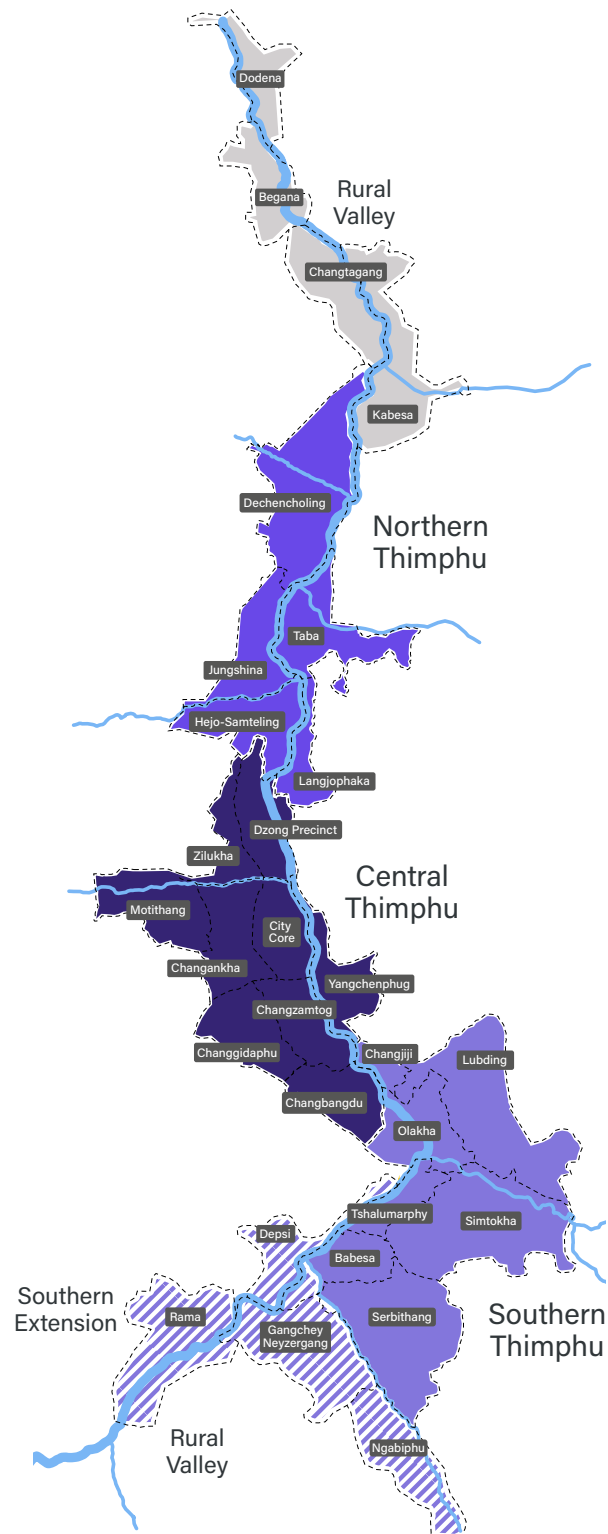 Dodena
Begana
Rural
Valley
Changtagang
Kabesa
Dechencholing
Northern
Thimphu
Taba
Jungshina
Hejo-Samteling
Langjophaka
Dzong Precinct
Zilukha
Central
Thimphu
Motithang
City
Core
Changankha
Yangchenphug
Changzamtog
Changgidaphu
Changjiji
Lubding
Changbangdu
Olakha
Tshalumarphy
Simtokha
Depsi
Babesa
Southern
Extension
Rama
Gangchey
Neyzergang
Serbithang
Southern
Thimphu
Rural
Valley
Ngabiphu